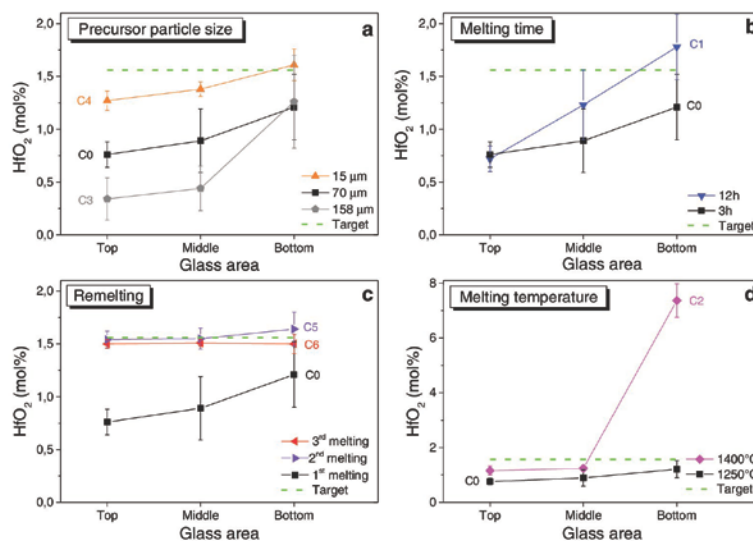 Precursor particle size
a
HfO₂ (mol%)
2,0
1,5
1,0
0,5
0,0
C4
C0
C3
15 µm
70 µm
158 µm
Target
Top Middle Bottom
Glass area
Melting time
b
HfO₂ (mol%)
2,0
1,5
1,0
0,5
0,0
C1
C0
12h
3h
Target
Top Middle Bottom
Glass area
Remelting
c
HfO₂ (mol%)
2,0
1,5
1,0
0,5
0,0
C5
C6
C0
3rd melting
2nd melting
1st melting
Target
Top Middle Bottom
Glass area
Melting temperature
d
HfO₂ (mol%)
8
6
4
2
0
C2
C0
1400°C
1250°C
Target
Top Middle Bottom
Glass area